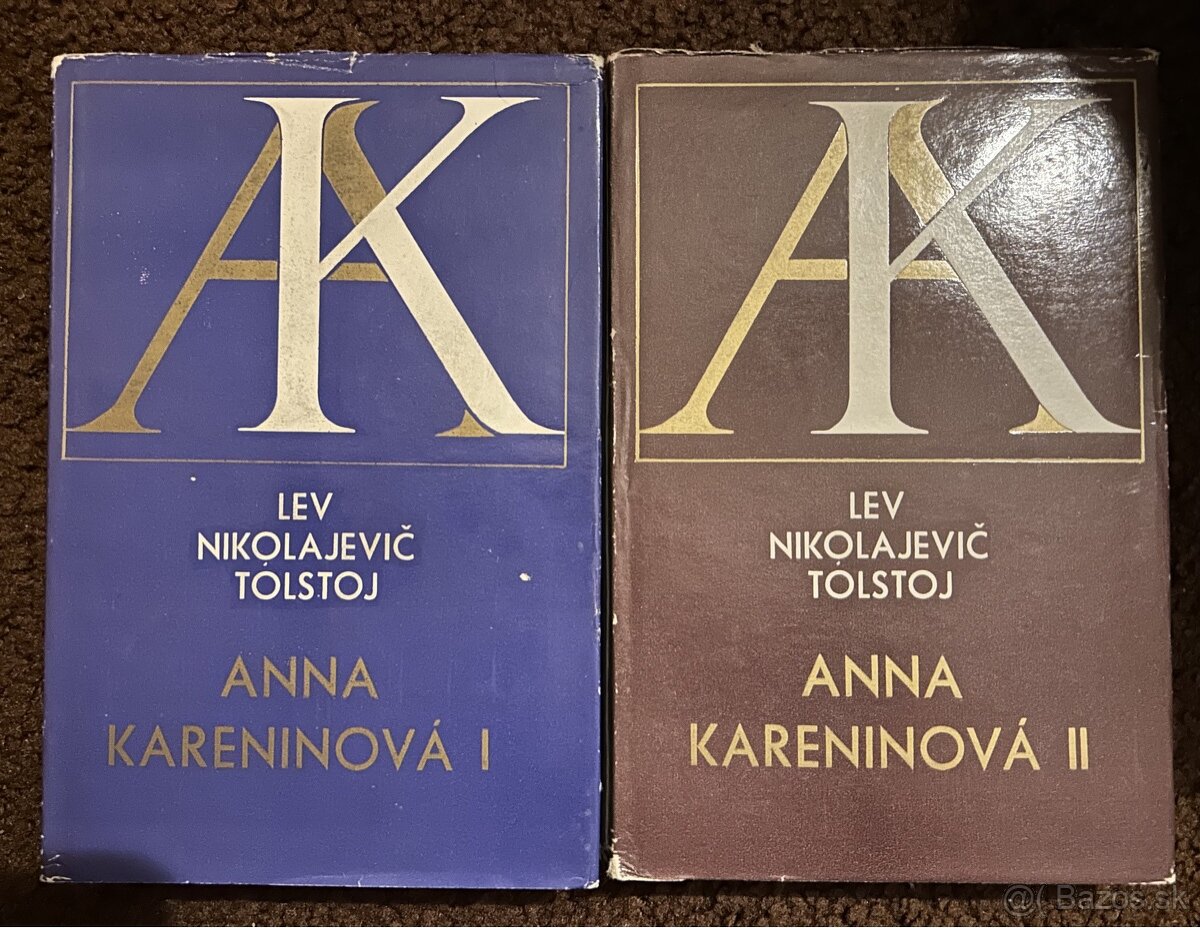 AK
LEV
NIKOLAJEVIČ
TOLSTOJ
ANNA
KARENINOVÁ I
AK
LEV
NIKOLAJEVIČ
TOLSTOJ
ANNA
KARENINOVÁ II
@( Bazos.sk